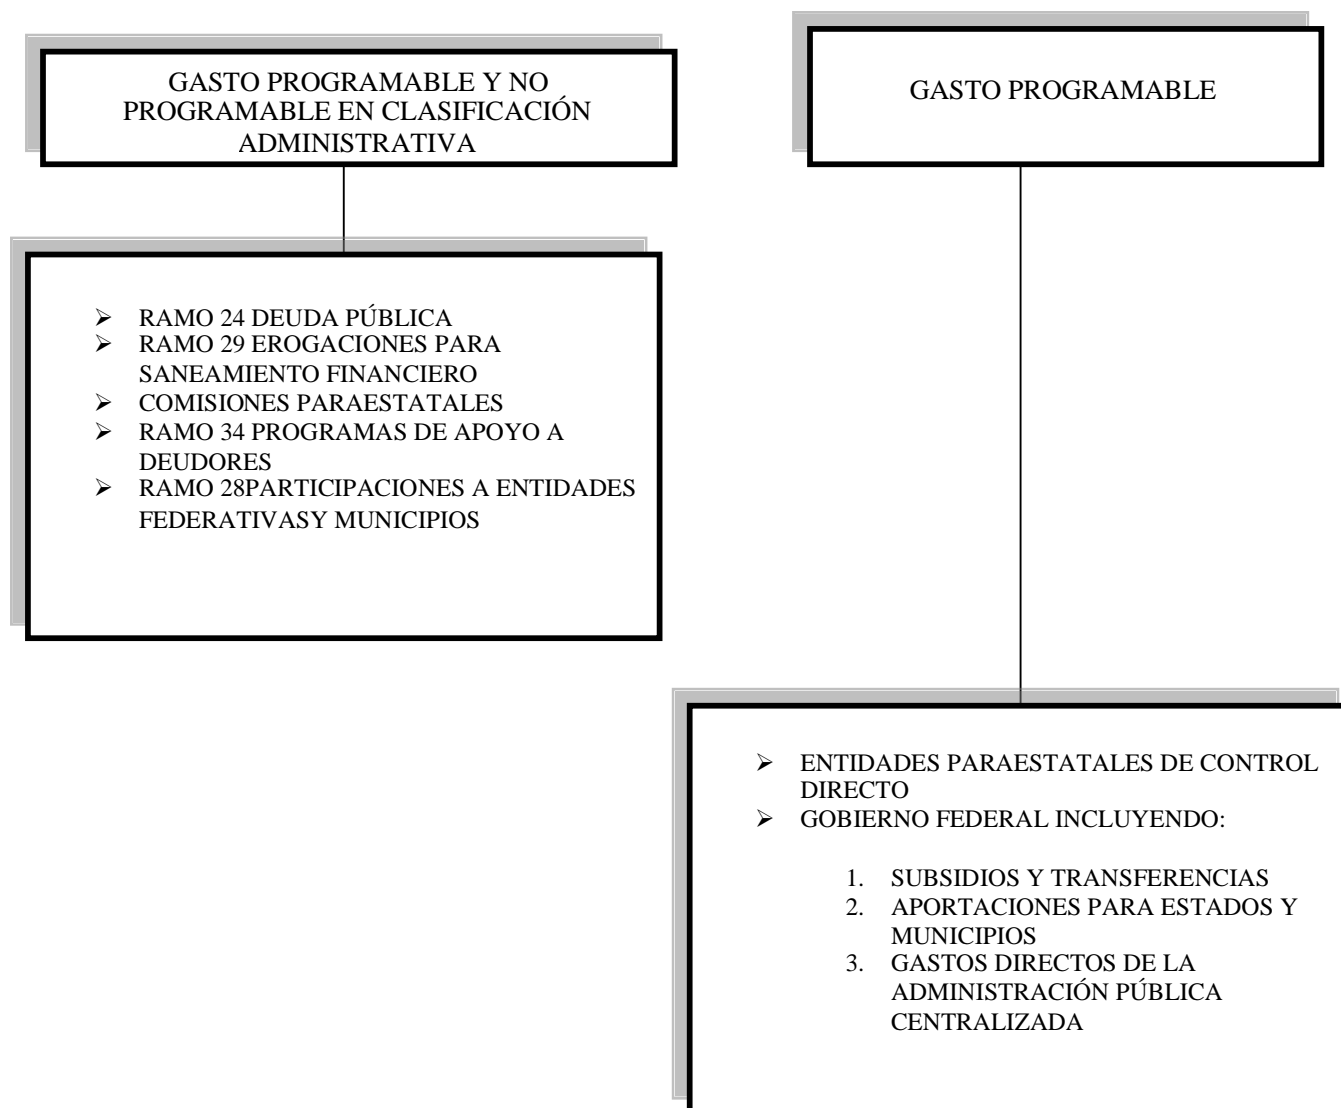 GASTO PROGRAMABLE Y NO
PROGRAMABLE EN CLASIFICACIÓN
ADMINISTRATIVA
GASTO PROGRAMABLE
➢ RAMO 24 DEUDA PÚBLICA
➢ RAMO 29 EROGACIONES PARA
SANEAMIENTO FINANCIERO
➢ COMISIONES PARAESTATALES
➢ RAMO 34 PROGRAMAS DE APOYO A
DEUDORES
➢ RAMO 28PARTICIPACIONES A ENTIDADES
FEDERATIVASY MUNICIPIOS
➢ ENTIDADES PARAESTATALES DE CONTROL
DIRECTO
➢ GOBIERNO FEDERAL INCLUYENDO:
1. SUBSIDIOS Y TRANSFERENCIAS
2. APORTACIONES PARA ESTADOS Y
MUNICIPIOS
3. GASTOS DIRECTOS DE LA
ADMINISTRACIÓN PÚBLICA
CENTRALIZADA